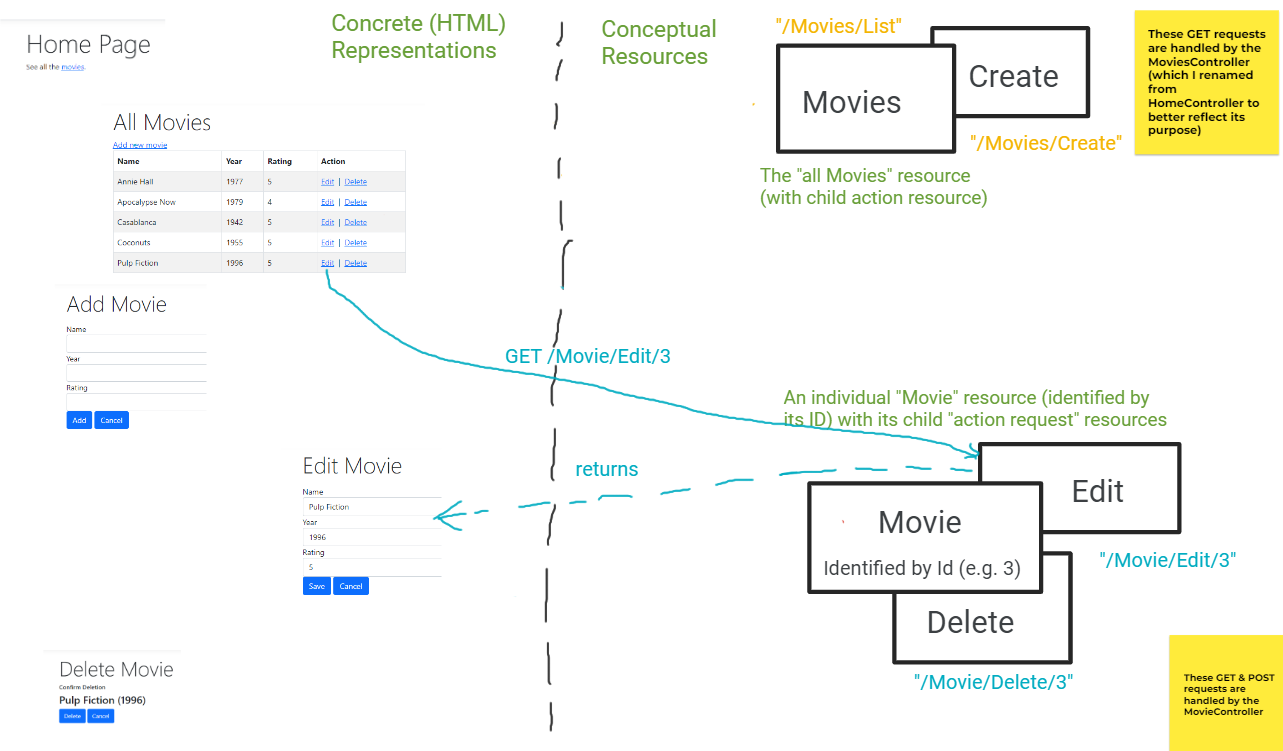 Home Page
See all the movies.
Concrete (HTML)
Representations
Conceptual
Resources
"/Movies/List"
Movies
Create
"/Movies/Create"
The "all Movies" resource
(with child action resource)
These GET requests
are handled by the
MoviesController
(which I renamed
from
HomeController to
better reflect its
purpose)
All Movies
Add new movie
Name Year Rating Action
Annie Hall 1977 5 Edit | Delete
Apocalypse Now 1979 4 Edit | Delete
Casablanca 1942 5 Edit | Delete
Coconuts 1955 5 Edit | Delete
Pulp Fiction 1996 5 Edit | Delete
Add Movie
Name
Year
Rating
Add Cancel
GET /Movie/Edit/3
An individual "Movie" resource (identified by
its ID) with its child "action request" resources
Edit Movie
Name
Pulp Fiction
Year
1996
Rating
5
Save Cancel
returns
Edit
Movie
Identified by Id (e.g. 3)
"/Movie/Edit/3"
Delete
"/Movie/Delete/3"
Delete Movie
Confirm Deletion
Pulp Fiction (1996)
Delete Cancel
These GET & POST
requests are
handled by the
MovieController